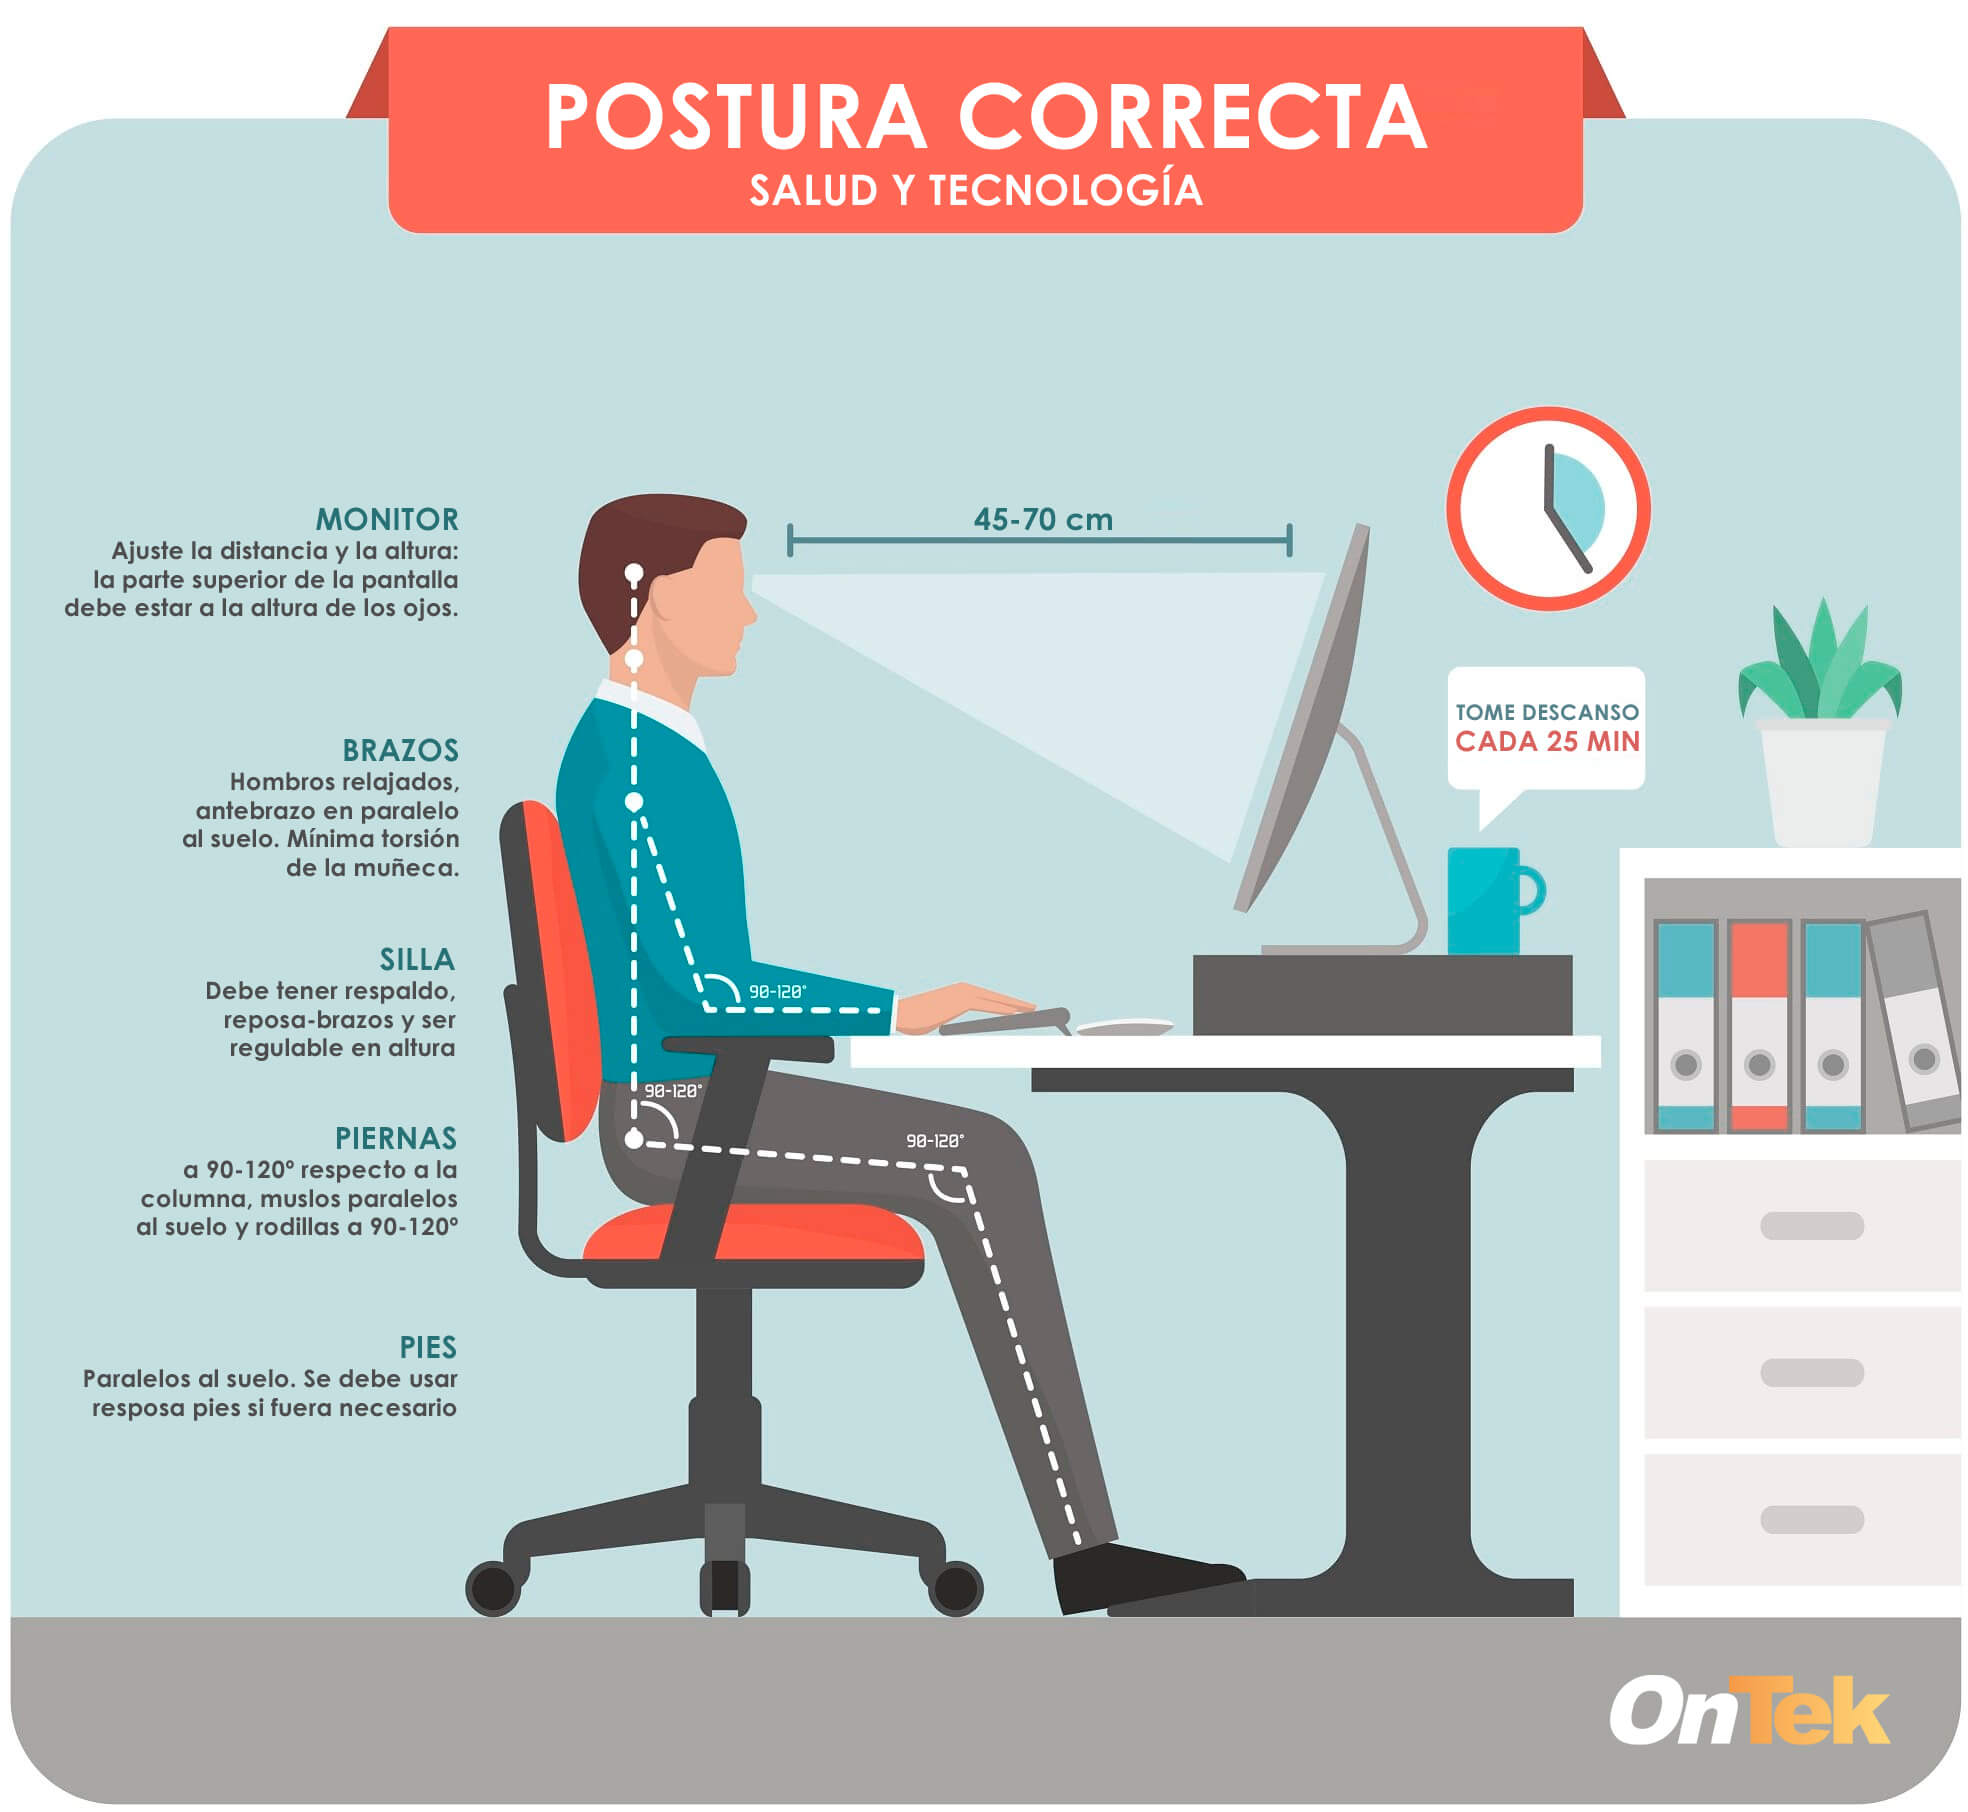 POSTURA CORRECTA
SALUD Y TECNOLOGÍA
MONITOR
Ajuste la distancia y la altura:
la parte superior de la pantalla
debe estar a la altura de los ojos.
45-70 cm
TOME DESCANSO
CADA 25 MIN
BRAZOS
Hombros relajados,
antebrazo en paralelo
al suelo. Mínima torsión
de la muñeca.
SILLA
Debe tener respaldo,
reposa-brazos y ser
regulable en altura
90-120°
90-120°
90-120°
PIERNAS
a 90-120º respecto a la
columna, muslos paralelos
al suelo y rodillas a 90-120º
PIES
Paralelos al suelo. Se debe usar
resposa pies si fuera necesario
OnTek